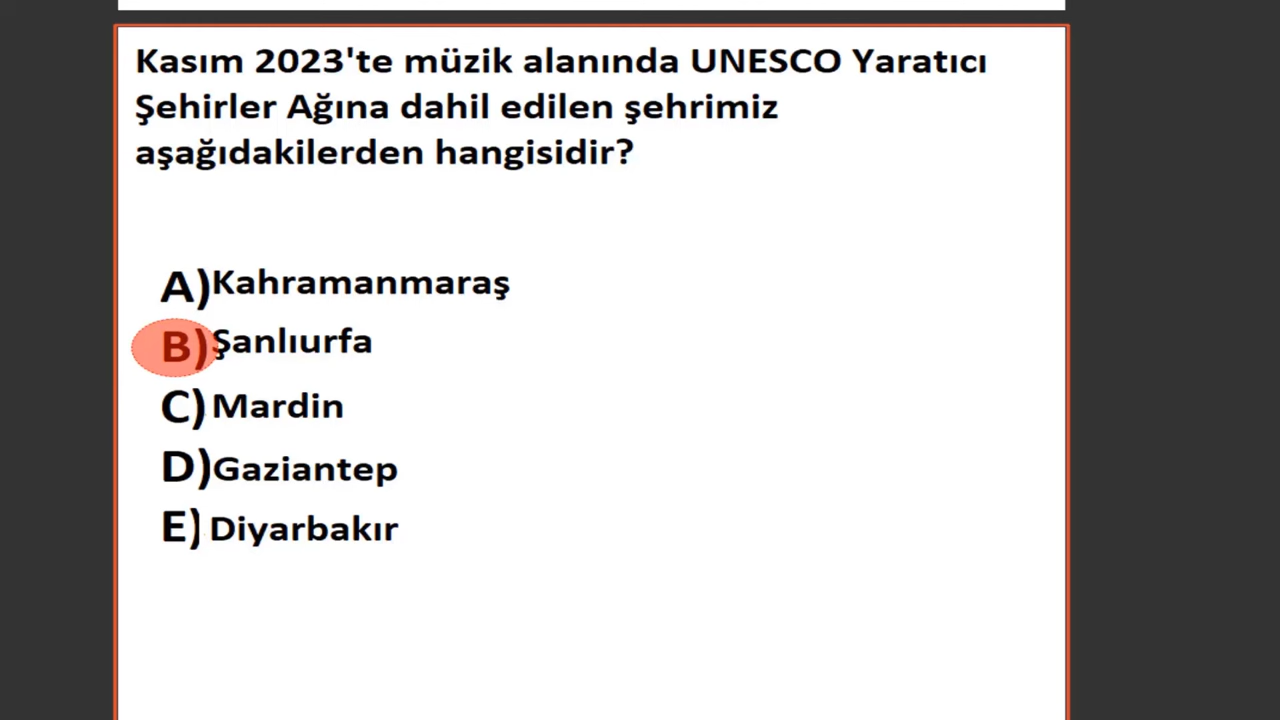 Kasım 2023'te müzik alanında UNESCO Yaratıcı
Şehirler Ağına dahil edilen şehrimiz
aşağıdakilerden hangisidir?
A)Kahramanmaraş
B)Şanlıurfa
C)Mardin
D)Gaziantep
E) Diyarbakır